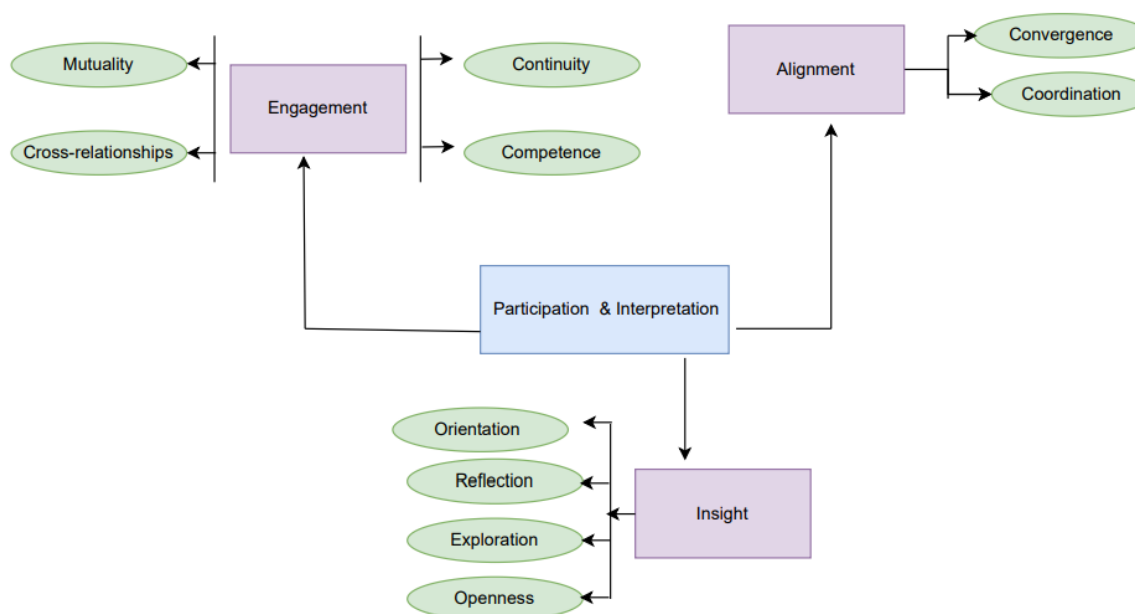 Mutuality
Cross-relationships
Engagement
Continuity
Competence
Alignment
Convergence
Coordination
Participation & Interpretation
Orientation
Reflection
Exploration
Openness
Insight